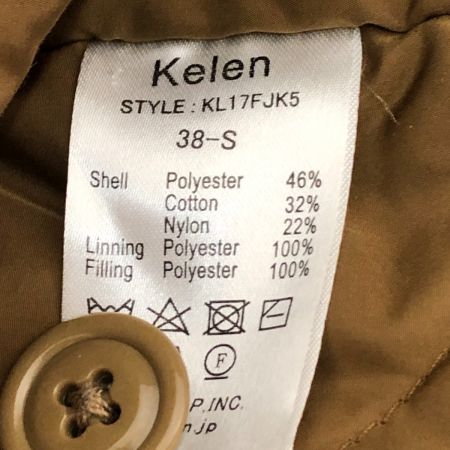 Kelen
STYLE : KL17FJK5
38-S
Shell Polyester 46%
Cotton 32%
Nylon 22%
Linning Polyester 100%
Filling Polyester 100%
F
P.INC.
n.jp